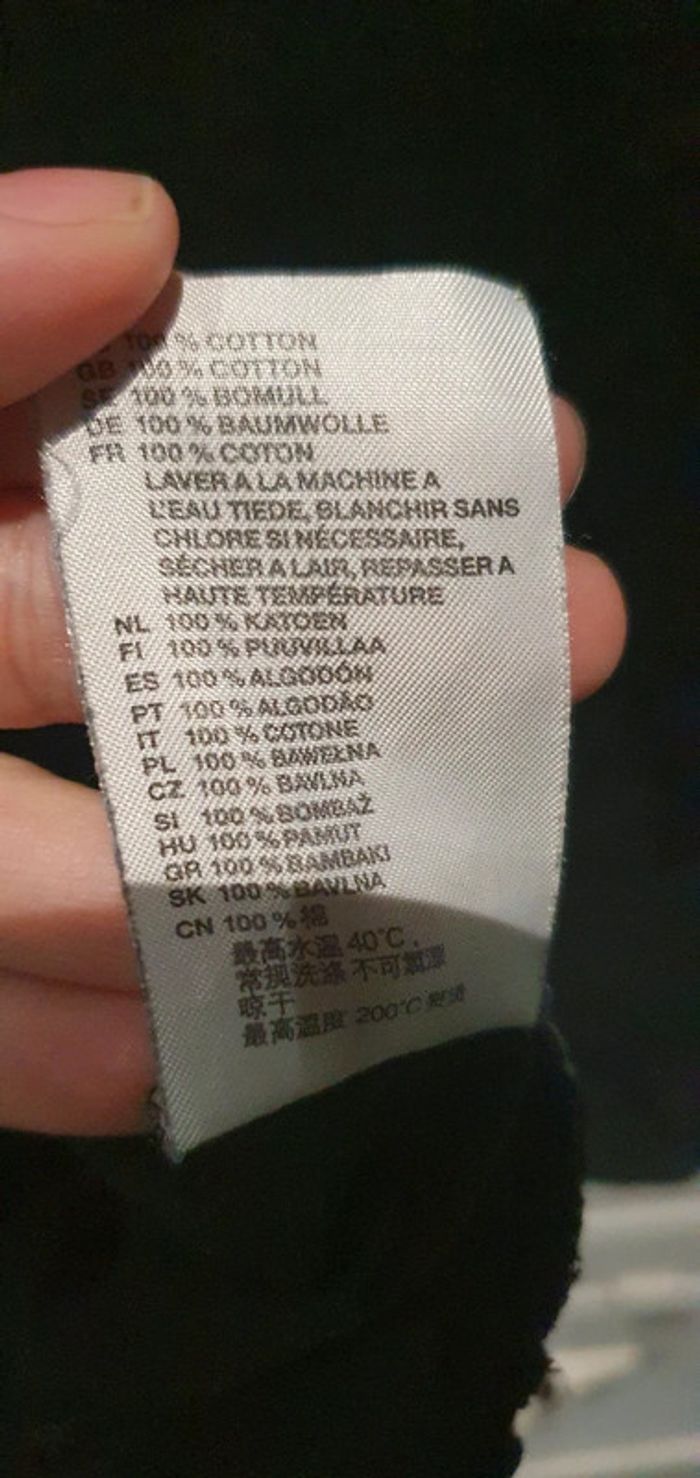 100 % COTTON
GB 100 % COTTON
SE 100 % BOMULL
DE 100 % BAUMWOLLE
FR 100 % COTON
LAVER A LA MACHINE A
L'EAU TIEDE, BLANCHIR SANS
CHLORE SI NÉCESSAIRE,
SÉCHER A LAIR, REPASSER A
HAUTE TEMPÉRATURE
NL 100 % KATOEN
FI 100 % PUUVILLAA
ES 100 % ALGODÓN
PT 100 % ALGODÃO
IT 100 % COTONE
PL 100 % BAWEŁNA
CZ 100 % BAVLNA
SI 100 % BOMBAŽ
HU 100 % PAMUT
GR 100 % BAMBAKI
SK 100 % BAVLNA
CN 100 % 棉
最高水温 40°C ,
常规洗涤 不可氯漂
晾干
最高温度 200°C